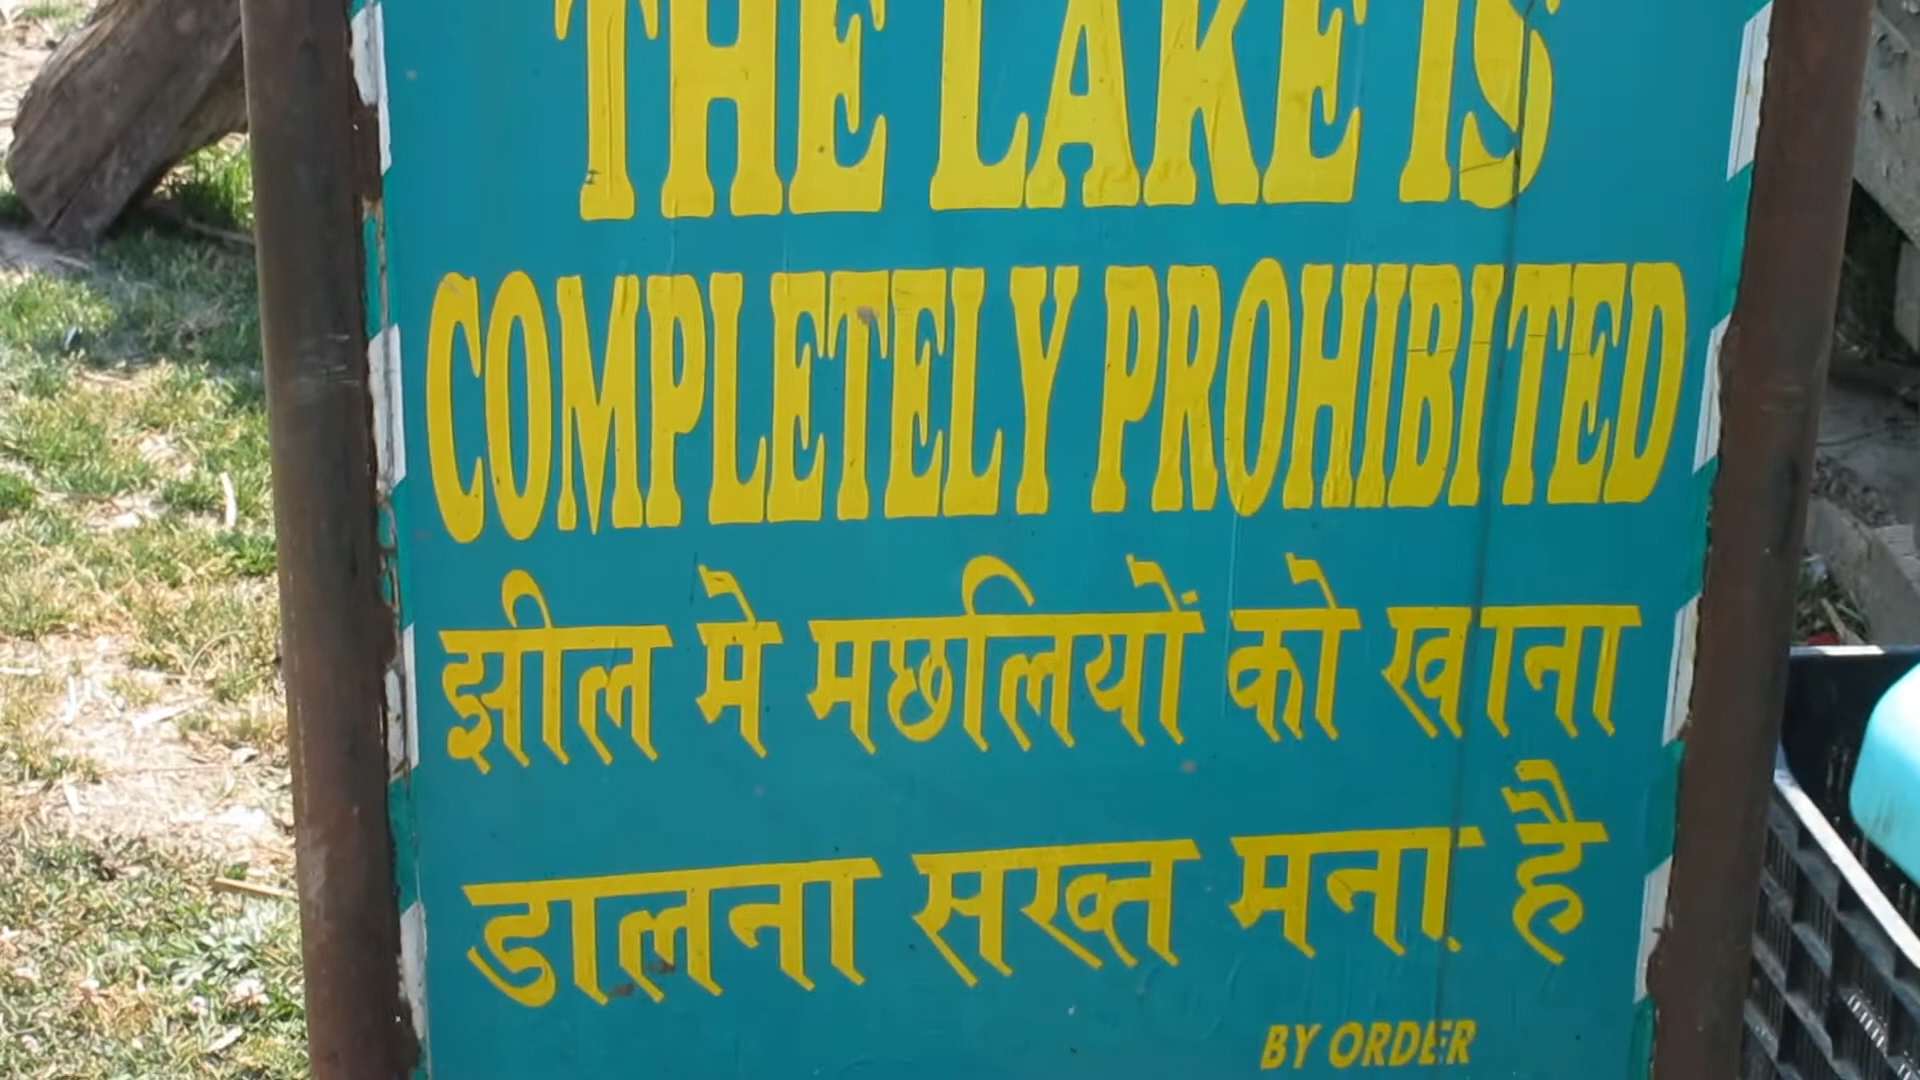 THE LAKE IS
COMPLETELY PROHIBITED
झील मे मछलियों को खाना
डालना सख्त मना है
BY ORDER